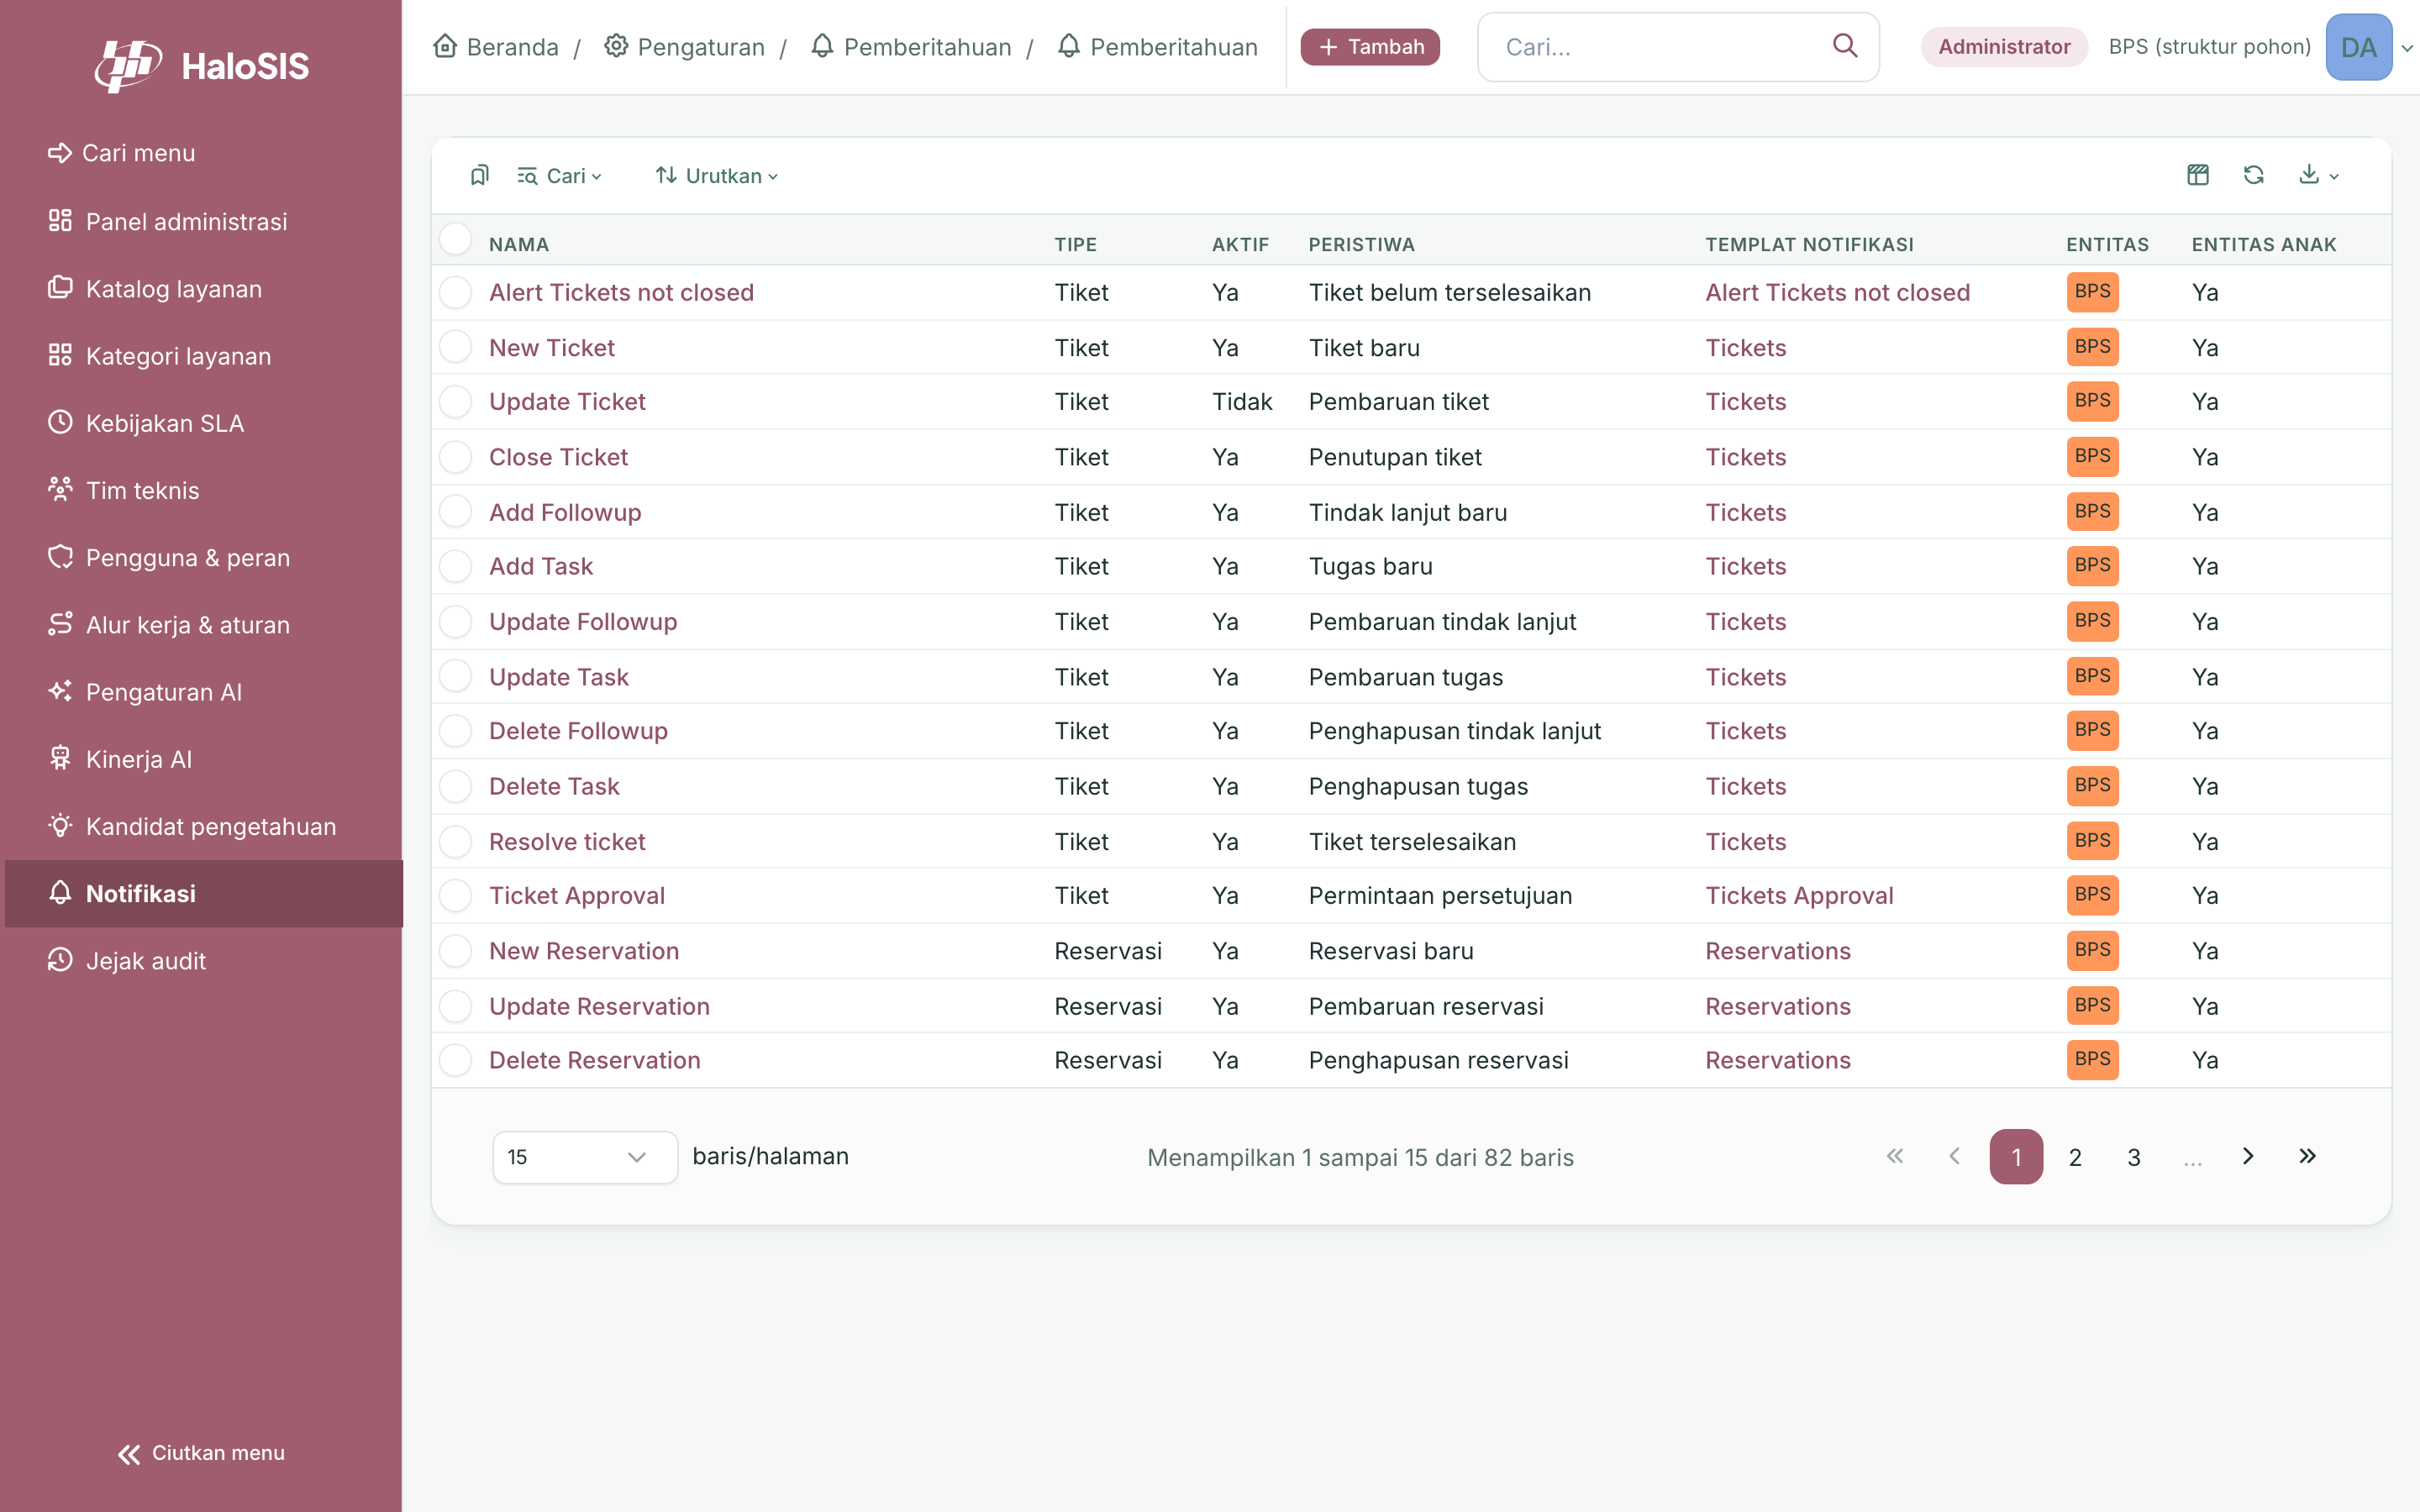 HaloSIS
Cari menu
Panel administrasi
Katalog layanan
Kategori layanan
Kebijakan SLA
Tim teknis
Pengguna & peran
Alur kerja & aturan
Pengaturan AI
Kinerja AI
Kandidat pengetahuan
Notifikasi
Jejak audit
Ciutkan menu
Beranda / Pengaturan / Pemberitahuan / Pemberitahuan
+ Tambah
Cari...
Administrator
BPS (struktur pohon)
DA
Cari
Urutkan
NAMA TIPE AKTIF PERISTIWA TEMPLAT NOTIFIKASI ENTITAS ENTITAS ANAK
Alert Tickets not closed Tiket Ya Tiket belum terselesaikan Alert Tickets not closed BPS Ya
New Ticket Tiket Ya Tiket baru Tickets BPS Ya
Update Ticket Tiket Tidak Pembaruan tiket Tickets BPS Ya
Close Ticket Tiket Ya Penutupan tiket Tickets BPS Ya
Add Followup Tiket Ya Tindak lanjut baru Tickets BPS Ya
Add Task Tiket Ya Tugas baru Tickets BPS Ya
Update Followup Tiket Ya Pembaruan tindak lanjut Tickets BPS Ya
Update Task Tiket Ya Pembaruan tugas Tickets BPS Ya
Delete Followup Tiket Ya Penghapusan tindak lanjut Tickets BPS Ya
Delete Task Tiket Ya Penghapusan tugas Tickets BPS Ya
Resolve ticket Tiket Ya Tiket terselesaikan Tickets BPS Ya
Ticket Approval Tiket Ya Permintaan persetujuan Tickets Approval BPS Ya
New Reservation Reservasi Ya Reservasi baru Reservations BPS Ya
Update Reservation Reservasi Ya Pembaruan reservasi Reservations BPS Ya
Delete Reservation Reservasi Ya Penghapusan reservasi Reservations BPS Ya
15 baris/halaman
Menampilkan 1 sampai 15 dari 82 baris
« ‹ 1 2 3 ... › »